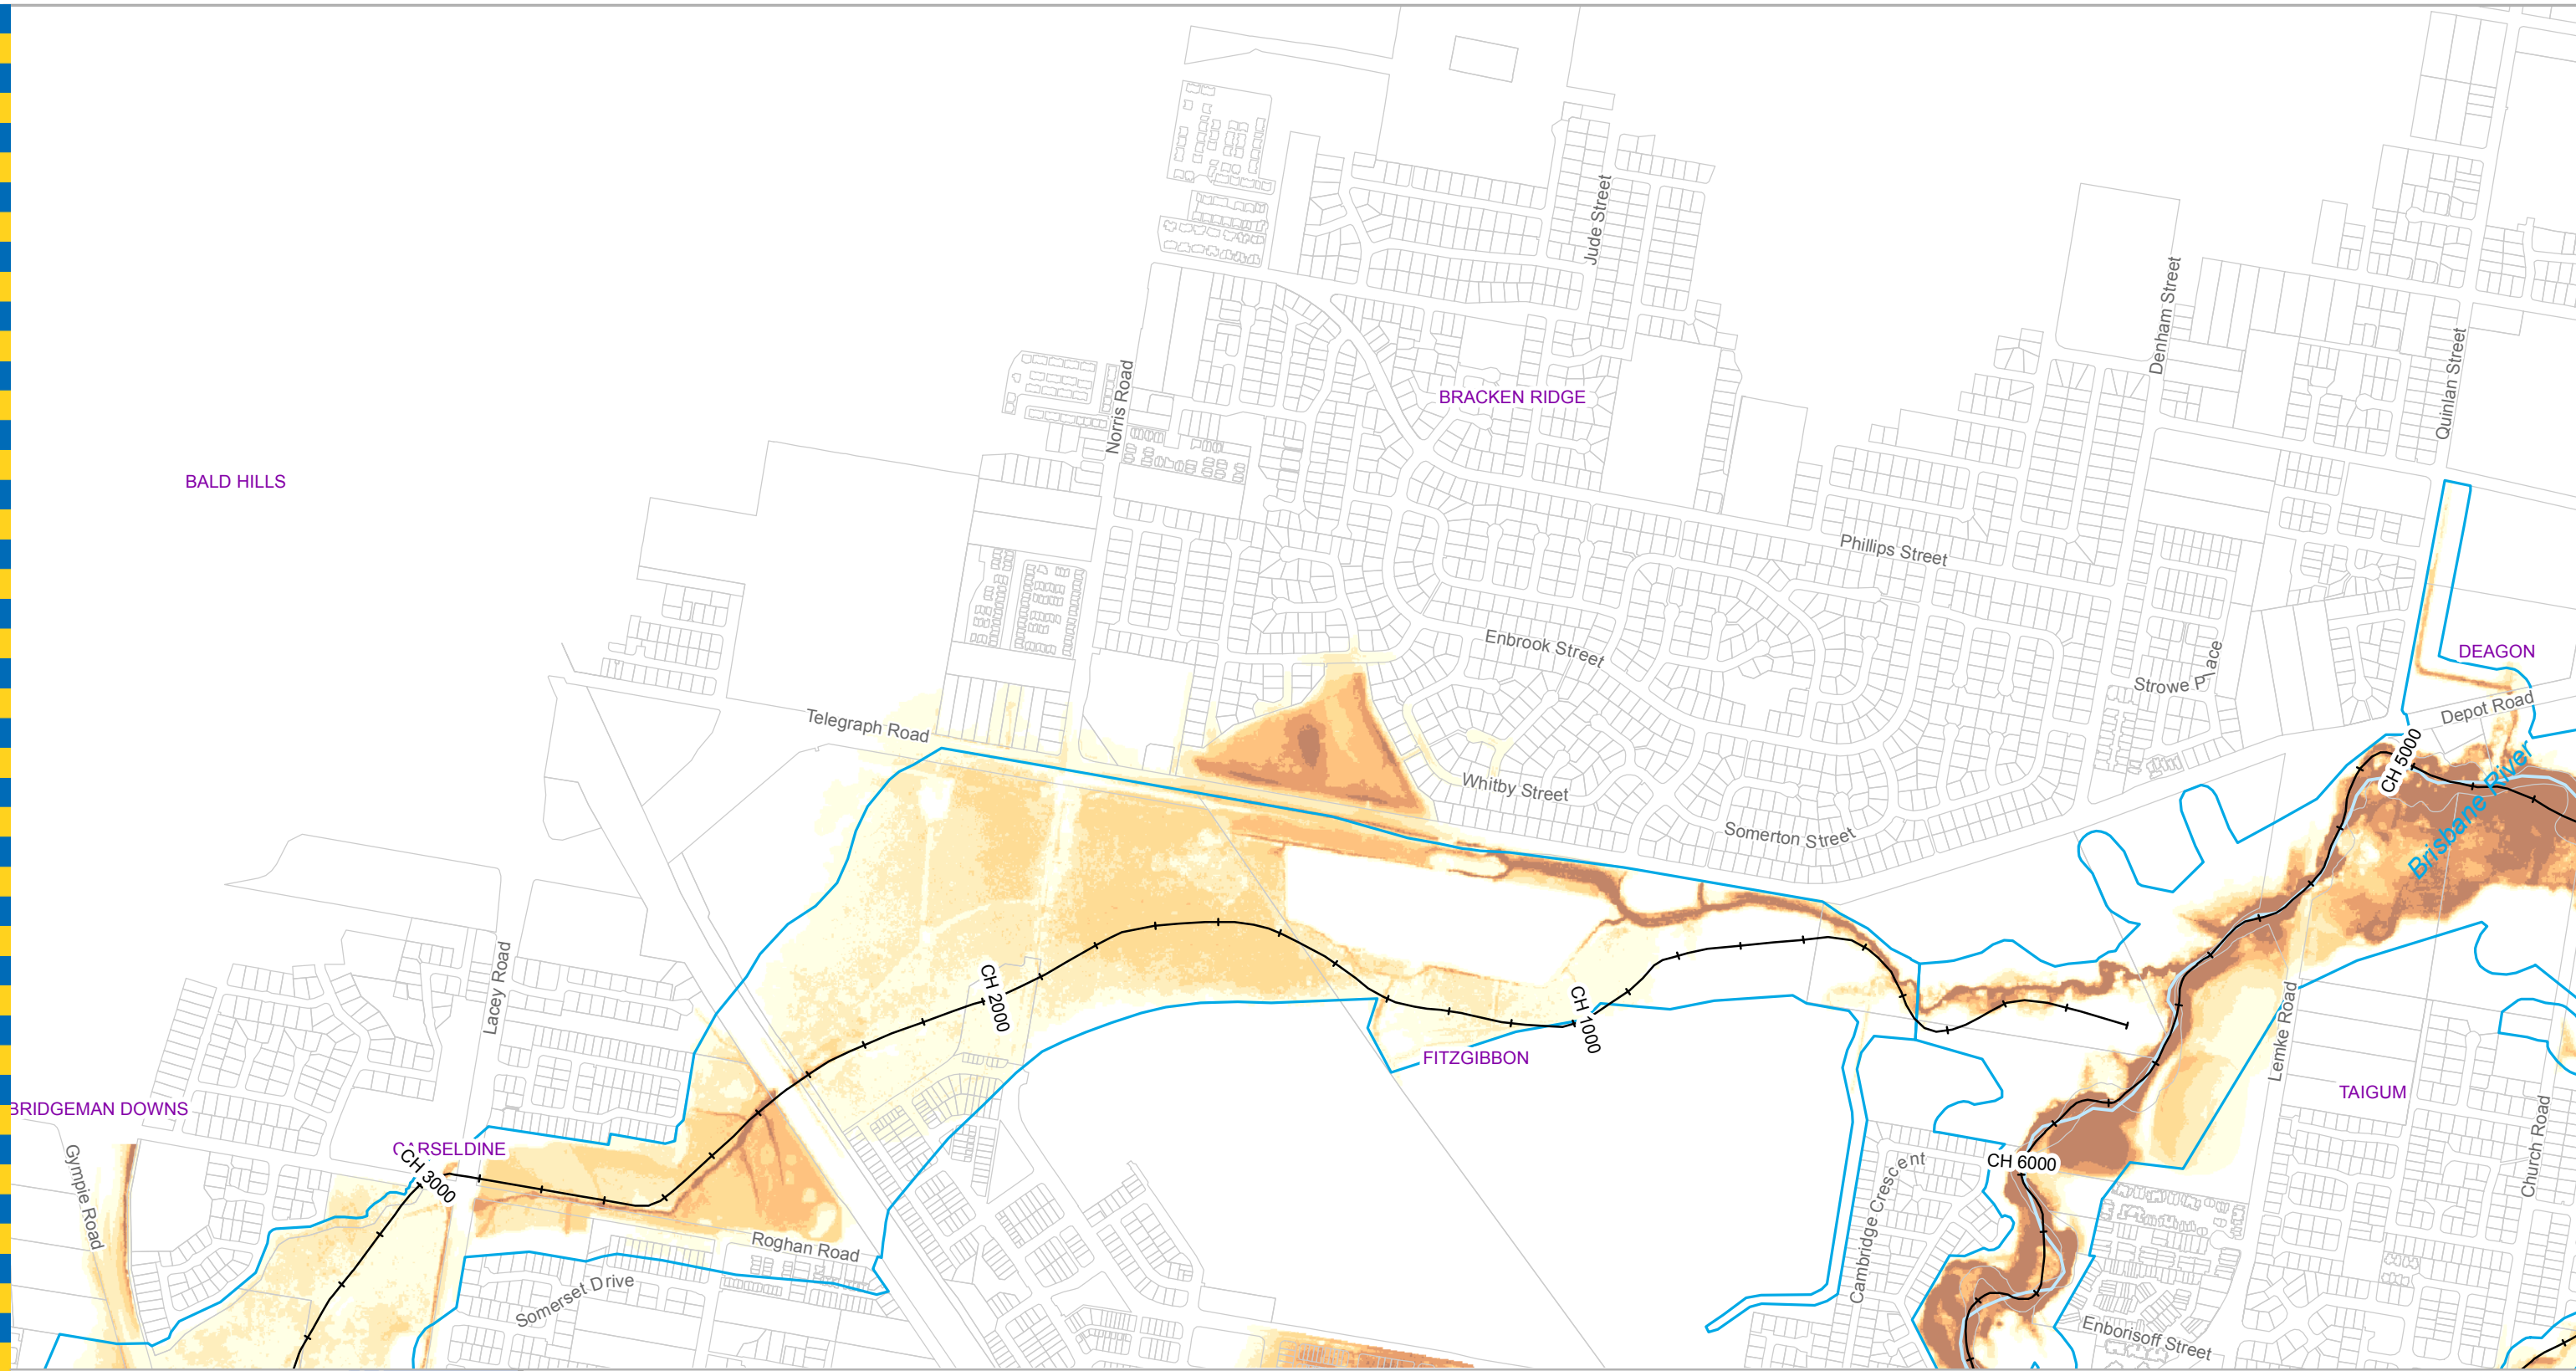 Jude Street
Denham Street
Quinlan Street
Norris Road
BRACKEN RIDGE
BALD HILLS
Phillips Street
Enbrook Street
DEAGON
Strowe Place
Depot Road
Telegraph Road
CH 5000
Brisbane River
Whitby Street
Somerton Street
Lacey Road
CH 2000
CH 1000
Lemke Road
FITZGIBBON
TAIGUM
BRIDGEMAN DOWNS
CARSELDINE
CH 3000
Gympie Road
CH 6000
Church Road
Cambridge Crescent
Roghan Road
Somerset Drive
Enborisoff Street